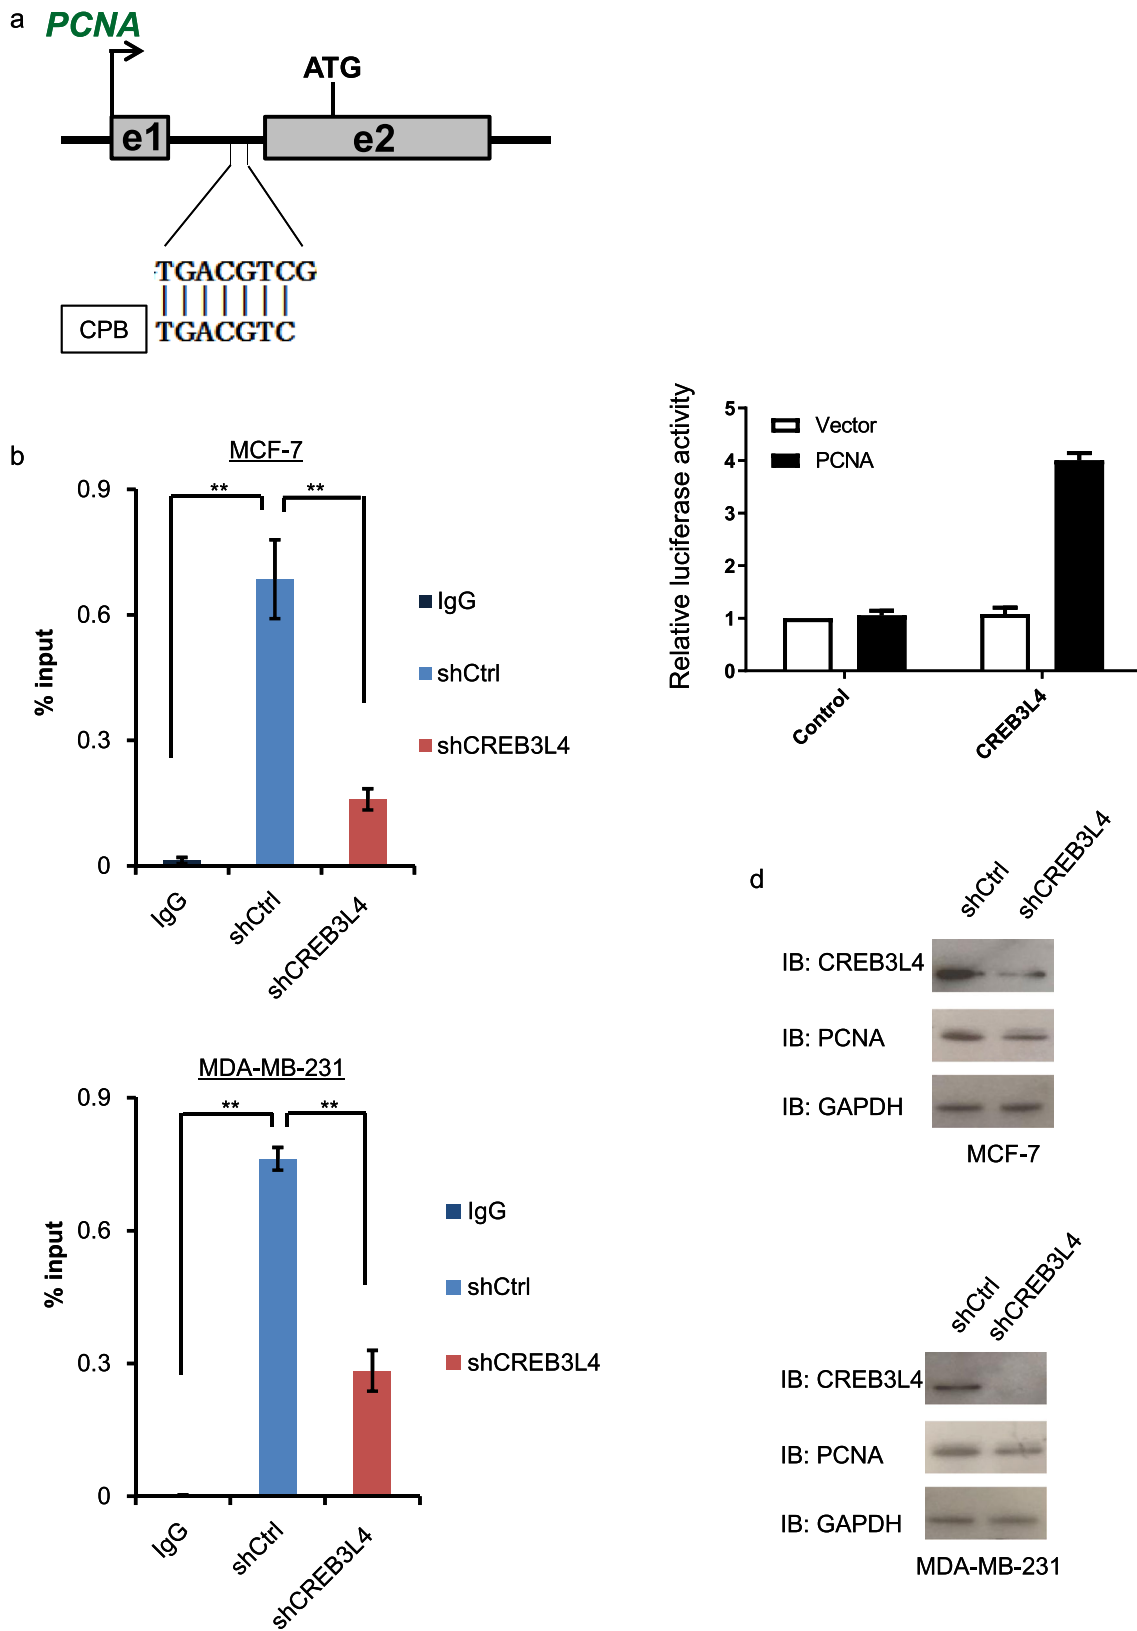 a
PCNA
ATG
e1
e2
TGACGTCG
CPB
TGACGTC
b
MCF-7
**
**
0.9
0.6
0.3
0
% input
IgG
shCtrl
shCREB3L4
IgG
shCtrl
shCREB3L4
MDA-MB-231
**
**
0.9
0.6
0.3
0
% input
IgG
shCtrl
shCREB3L4
IgG
shCtrl
shCREB3L4
Relative luciferase activity
5
4
3
2
1
0
Vector
PCNA
Control
CREB3L4
d
shCtrl
shCREB3L4
IB: CREB3L4
IB: PCNA
IB: GAPDH
MCF-7
shCtrl
shCREB3L4
IB: CREB3L4
IB: PCNA
IB: GAPDH
MDA-MB-231